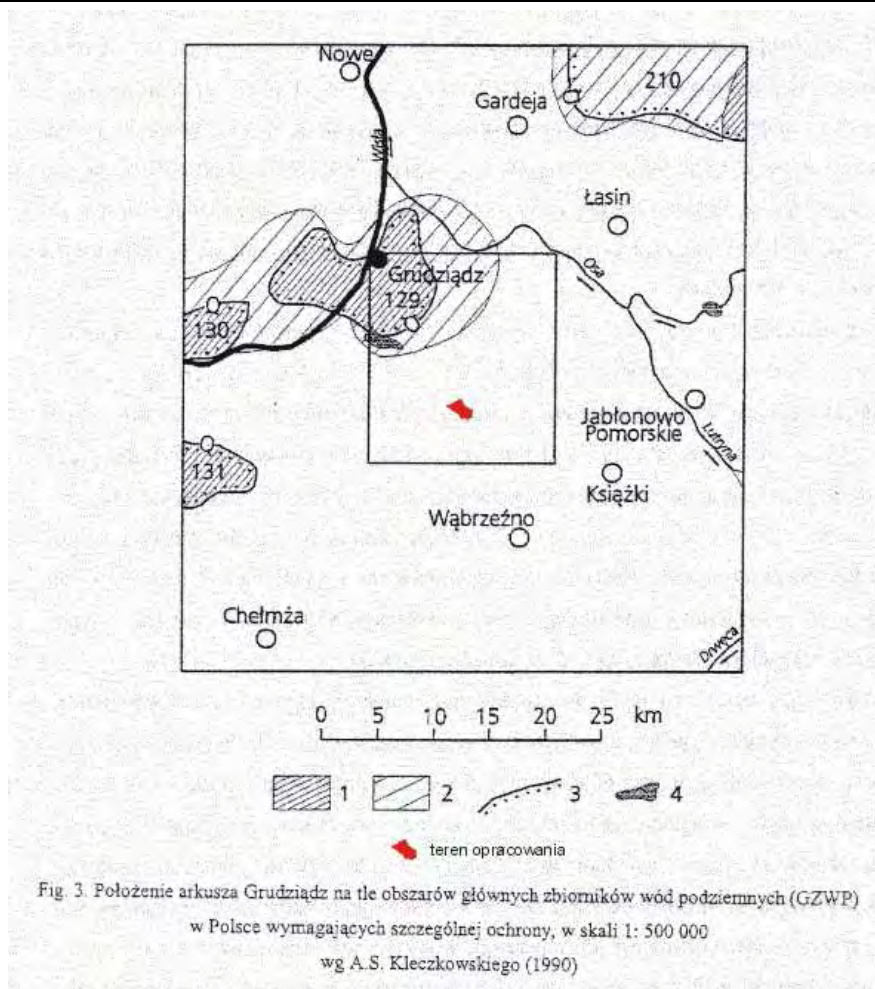 Nowe
210
Gardeja
Wisła
Łasin
Grudziądz
Osa
129
130
Jabłonowo
Pomorskie
Lutryna
131
Książki
Wąbrzeźno
Chełmża
Drwęca
0 5 10 15 20 25 km
1 2 3 4
teren opracowania
Fig. 3. Położenie arkusza Grudziądz na tle obszarów głównych zbiorników wód podziemnych (GZWP)
w Polsce wymagających szczególnej ochrony, w skali 1: 500 000
wg A.S. Kleczkowskiego (1990)